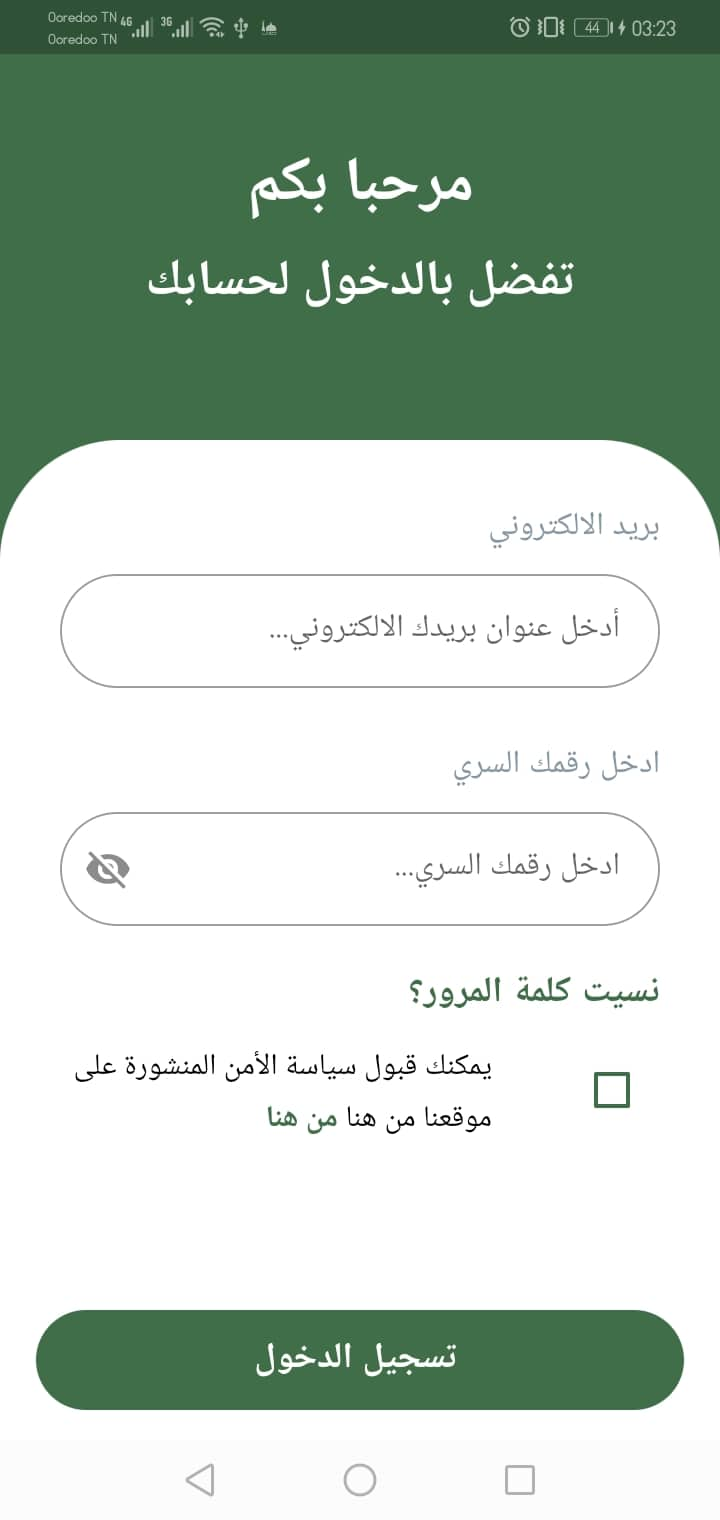 Ooredoo TN 4G 3G 44 03:23
Ooredoo TN
مرحبا بكم
تفضل بالدخول لحسابك
بريد الالكتروني
أدخل عنوان بريدك الالكتروني...
ادخل رقمك السري
ادخل رقمك السري...
نسيت كلمة المرور؟
يمكنك قبول سياسة الأمن المنشورة على
موقعنا من هنا من هنا
تسجيل الدخول